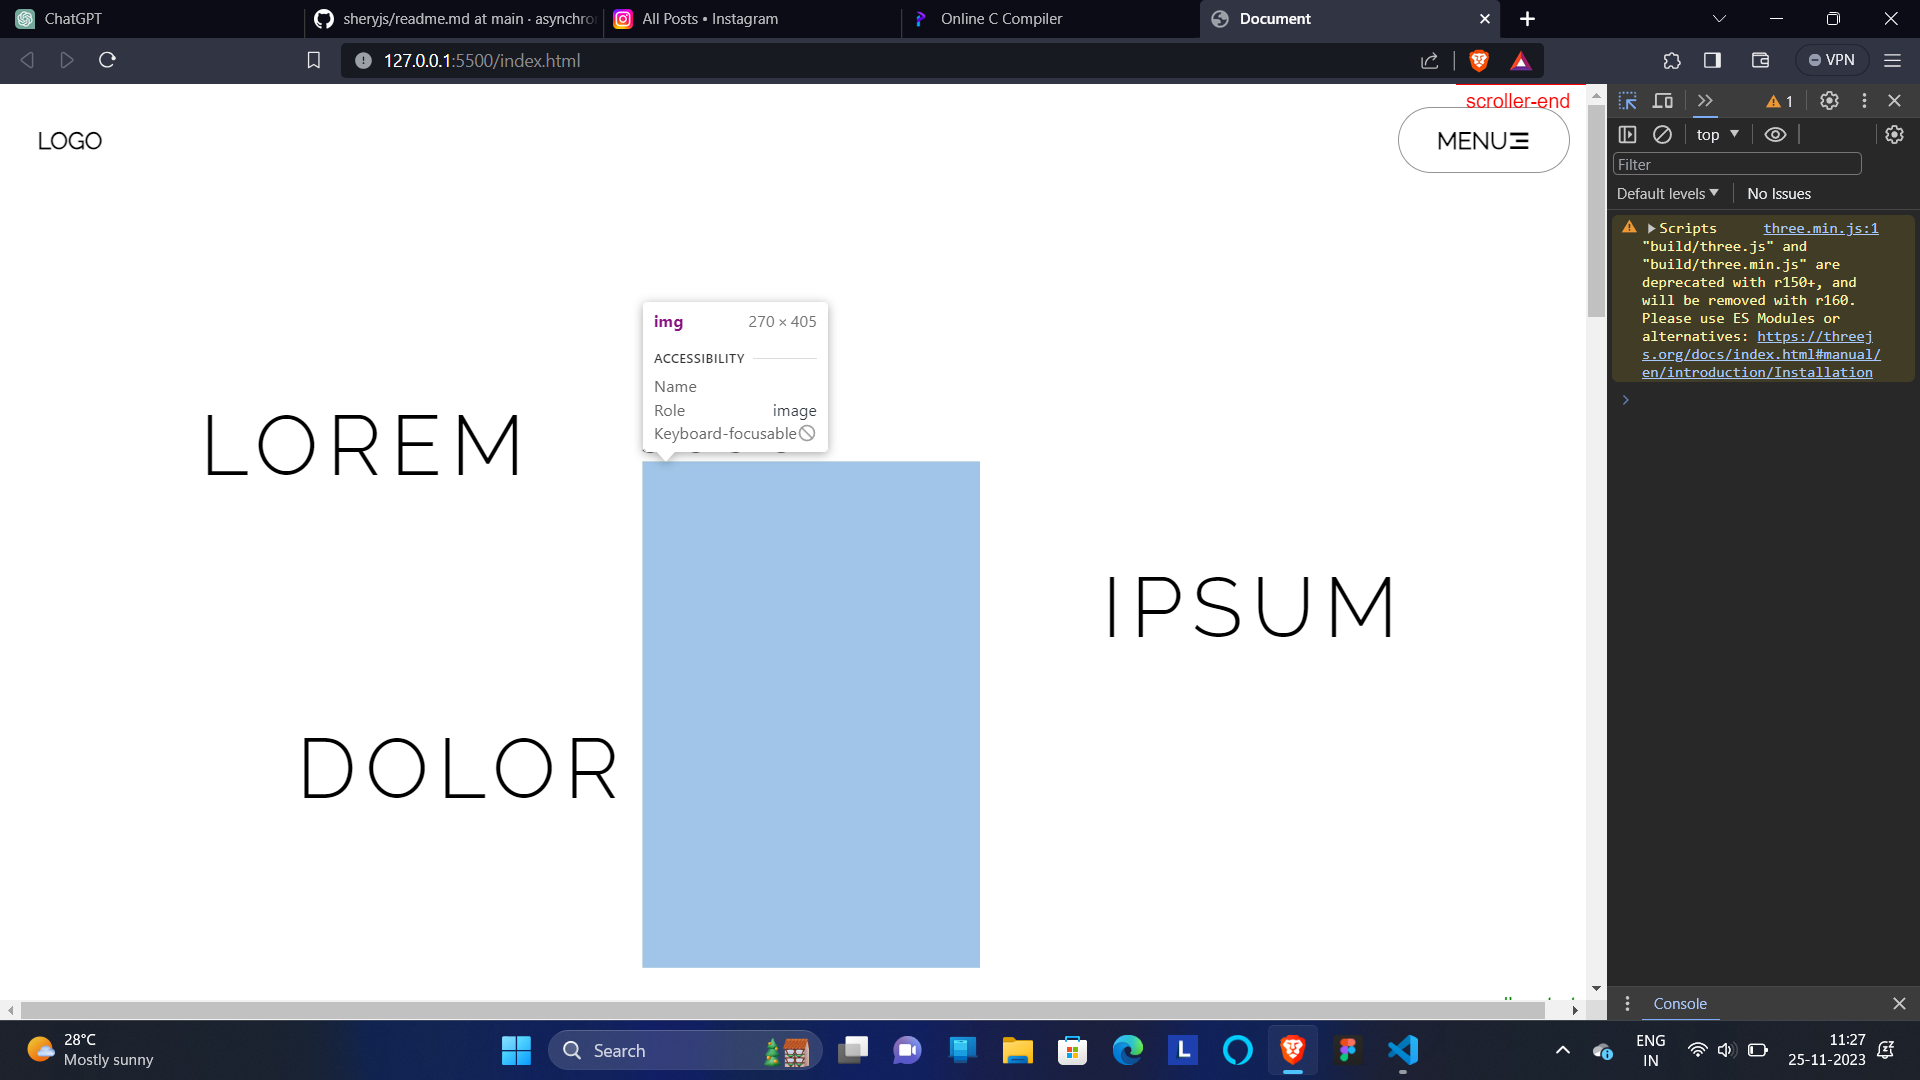 ChatGPT
sheryjs/readme.md at main · asynchro
All Posts • Instagram
Online C Compiler
Document
127.0.0.1:5500/index.html
VPN
scroller-end
LOGO
MENU
1
top
Filter
Default levels
No Issues
Scripts three.min.js:1
"build/three.js" and
"build/three.min.js" are
deprecated with r150+, and
will be removed with r160.
Please use ES Modules or
alternatives: https://threej
s.org/docs/index.html#manual/
en/introduction/Installation
img 270 × 405
ACCESSIBILITY
Name
Role image
Keyboard-focusable
LOREM
IPSUM
DOLOR
Console
28°C
Mostly sunny
Search
L
ENG
IN
11:27
25-11-2023